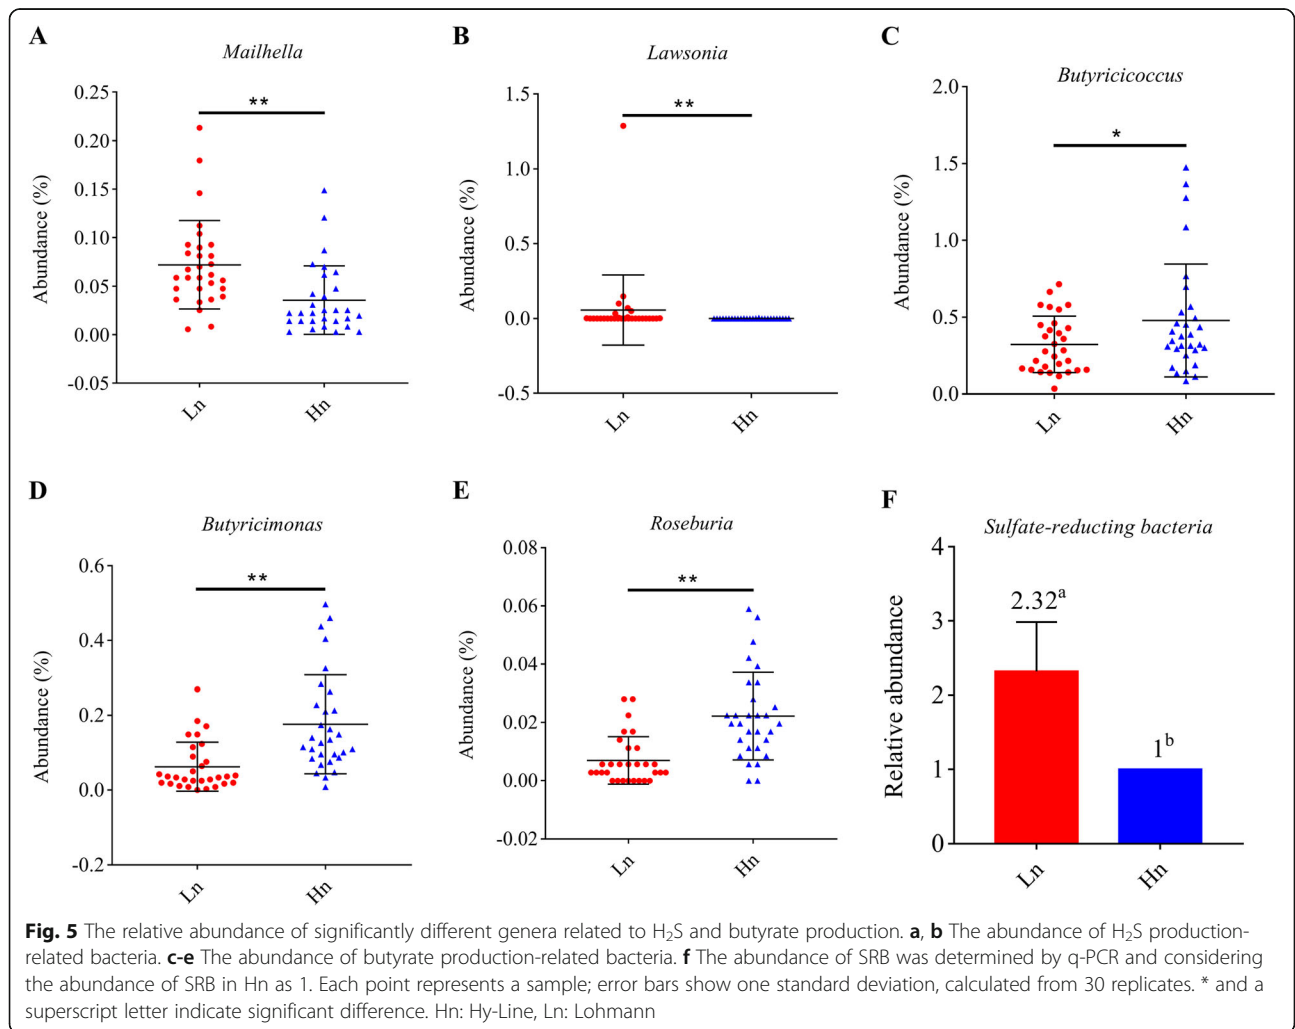 A
Mailhella
**
Abundance (%)
0.25
0.20
0.15
0.10
0.05
0.00
-0.05
Ln
Hn
B
Lawsonia
**
Abundance (%)
1.5
1.0
0.5
0.0
-0.5
Ln
Hn
C
Butyricicoccus
*
Abundance (%)
2.0
1.5
1.0
0.5
0.0
Ln
Hn
D
Butyricimonas
**
Abundance (%)
0.6
0.4
0.2
0.0
-0.2
Ln
Hn
E
Roseburia
**
Abundance (%)
0.08
0.06
0.04
0.02
0.00
-0.02
Ln
Hn
F
Sulfate-reducting bacteria
Relative abundance
4
3
2
1
0
2.32ᵃ
1ᵇ
Ln
Hn
Fig. 5 The relative abundance of significantly different genera related to H₂S and butyrate production. a, b The abundance of H₂S production-
related bacteria. c-e The abundance of butyrate production-related bacteria. f The abundance of SRB was determined by q-PCR and considering
the abundance of SRB in Hn as 1. Each point represents a sample; error bars show one standard deviation, calculated from 30 replicates. * and a
superscript letter indicate significant difference. Hn: Hy-Line, Ln: Lohmann